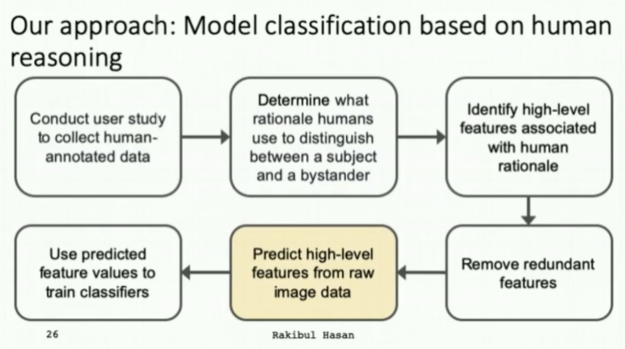 Our approach: Model classification based on human
reasoning
Conduct user study
to collect human-
annotated data
Determine what
rationale humans
use to distinguish
between a subject
and a bystander
Identify high-level
features associated
with human
rationale
Remove redundant
features
Predict high-level
features from raw
image data
Use predicted
feature values to
train classifiers
26
Rakibul Hasan